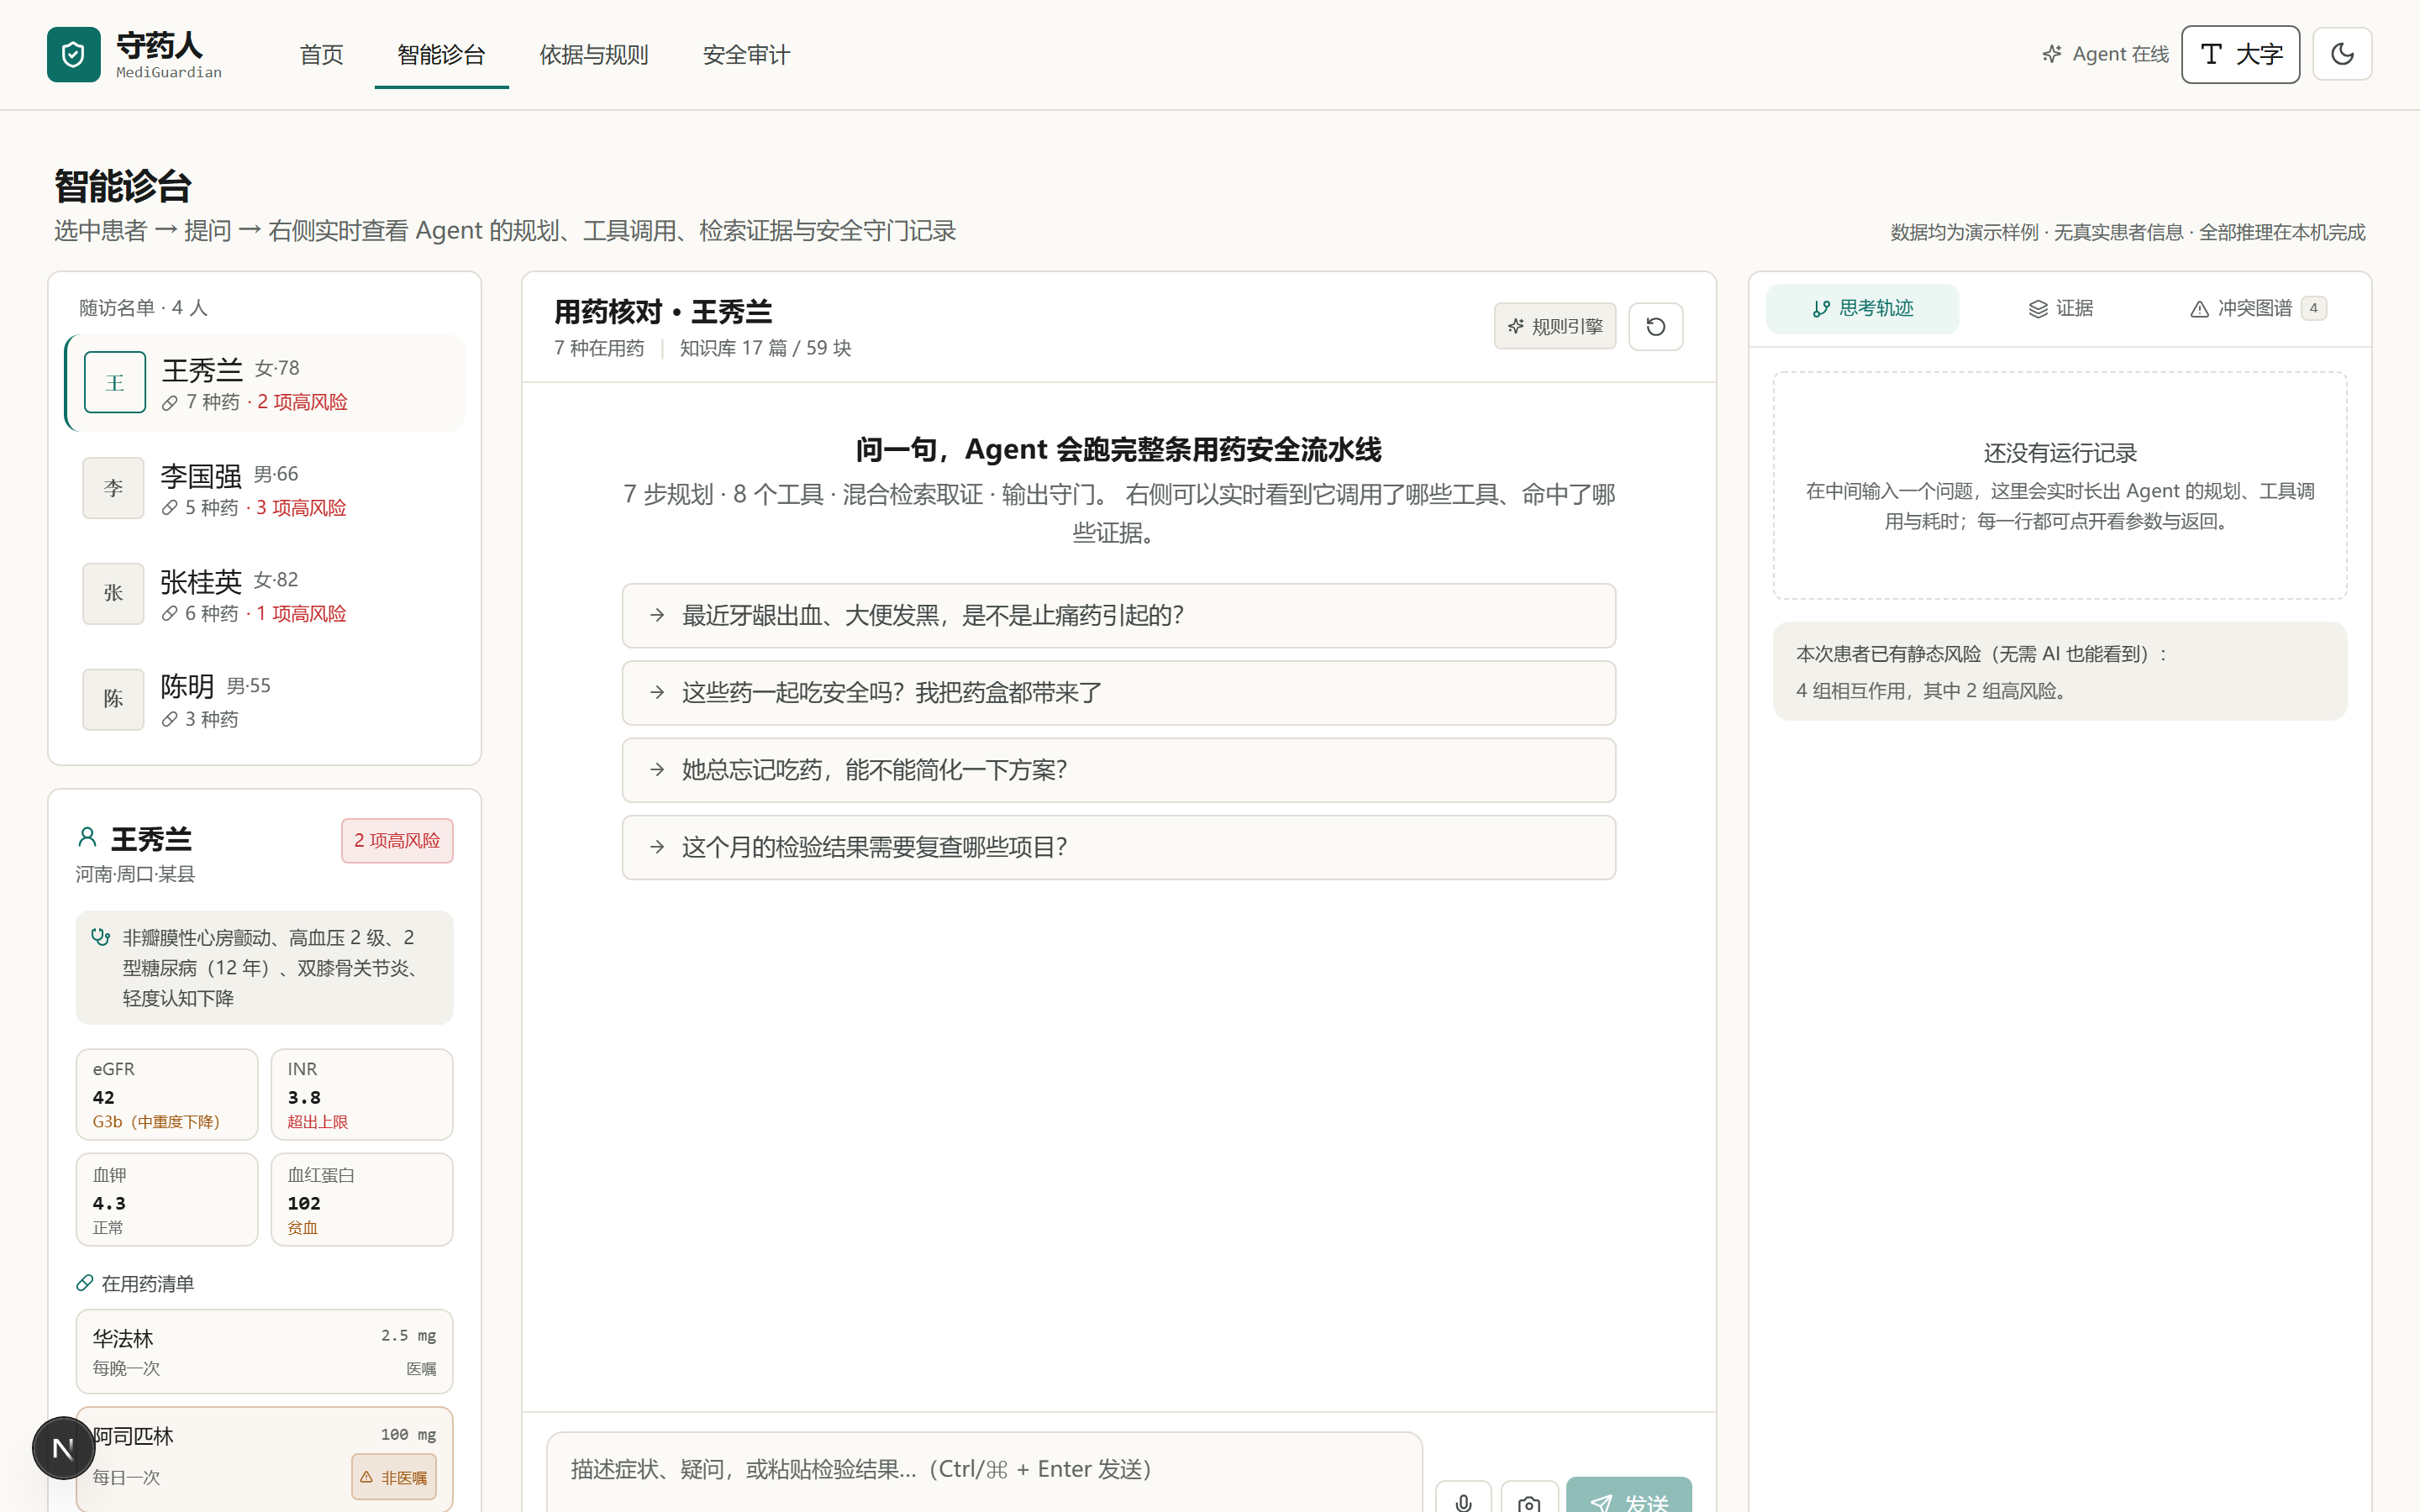 守药人
MediGuardian
首页
智能诊台
依据与规则
安全审计
Agent 在线
大字
智能诊台
选中患者 → 提问 → 右侧实时查看 Agent 的规划、工具调用、检索证据与安全守门记录
数据均为演示样例 · 无真实患者信息 · 全部推理在本机完成
随访名单 · 4 人
王
王秀兰 女·78
7 种药 · 2 项高风险
李
李国强 男·66
5 种药 · 3 项高风险
张
张桂英 女·82
6 种药 · 1 项高风险
陈
陈明 男·55
3 种药
王秀兰
2 项高风险
河南·周口·某县
非瓣膜性心房颤动、高血压 2 级、2
型糖尿病（12 年）、双膝骨关节炎、
轻度认知下降
eGFR
42
G3b（中重度下降）
INR
3.8
超出上限
血钾
4.3
正常
血红蛋白
102
贫血
在用药清单
华法林
2.5 mg
每晚一次
医嘱
阿司匹林
100 mg
每日一次
非医嘱
N
用药核对 • 王秀兰
7 种在用药 | 知识库 17 篇 / 59 块
规则引擎
问一句，Agent 会跑完整条用药安全流水线
7 步规划 · 8 个工具 · 混合检索取证 · 输出守门。 右侧可以实时看到它调用了哪些工具、命中了哪
些证据。
→ 最近牙龈出血、大便发黑，是不是止痛药引起的？
→ 这些药一起吃安全吗？我把药盒都带来了
→ 她总忘记吃药，能不能简化一下方案？
→ 这个月的检验结果需要复查哪些项目？
描述症状、疑问，或粘贴检验结果…（Ctrl/⌘ + Enter 发送）
发送
思考轨迹
证据
冲突图谱 4
还没有运行记录
在中间输入一个问题，这里会实时长出 Agent 的规划、工具调
用与耗时；每一行都可点开看参数与返回。
本次患者已有静态风险（无需 AI 也能看到）：
4 组相互作用，其中 2 组高风险。